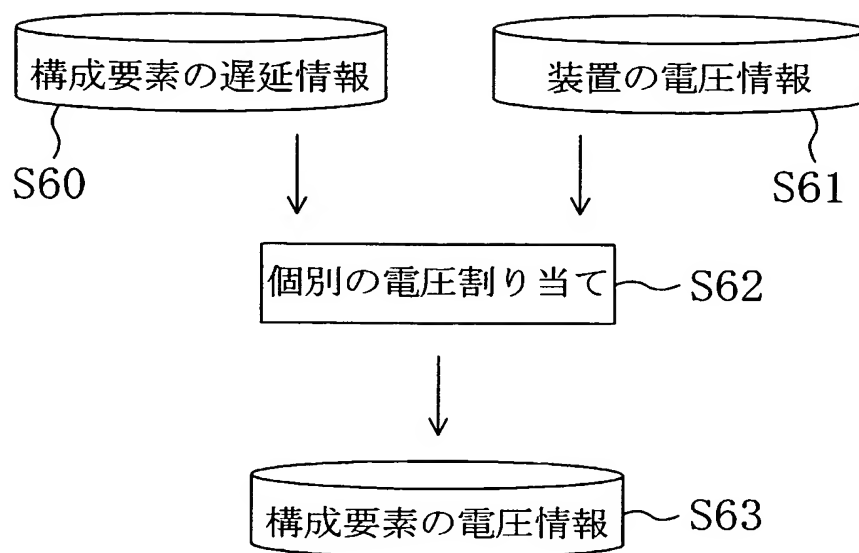 構成要素の遅延情報
装置の電圧情報
S60
S61
個別の電圧割り当て
S62
構成要素の電圧情報
S63